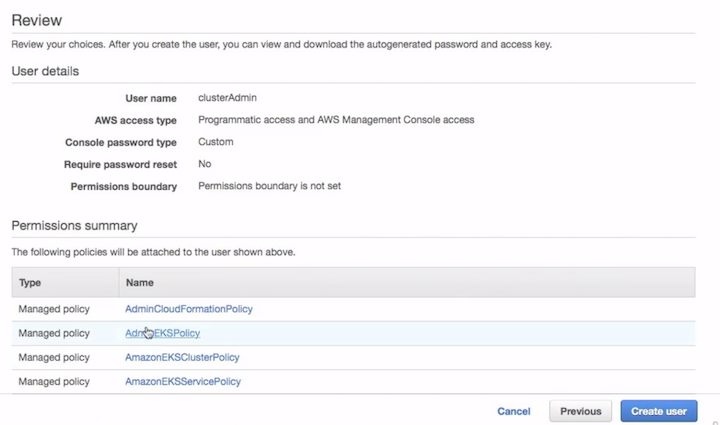 Review
Review your choices. After you create the user, you can view and download the autogenerated password and access key.
User details
User name clusterAdmin
AWS access type Programmatic access and AWS Management Console access
Console password type Custom
Require password reset No
Permissions boundary Permissions boundary is not set
Permissions summary
The following policies will be attached to the user shown above.
Type Name
Managed policy AdminCloudFormationPolicy
Managed policy AdminEKSPolicy
Managed policy AmazonEKSClusterPolicy
Managed policy AmazonEKSServicePolicy
Cancel Previous Create user